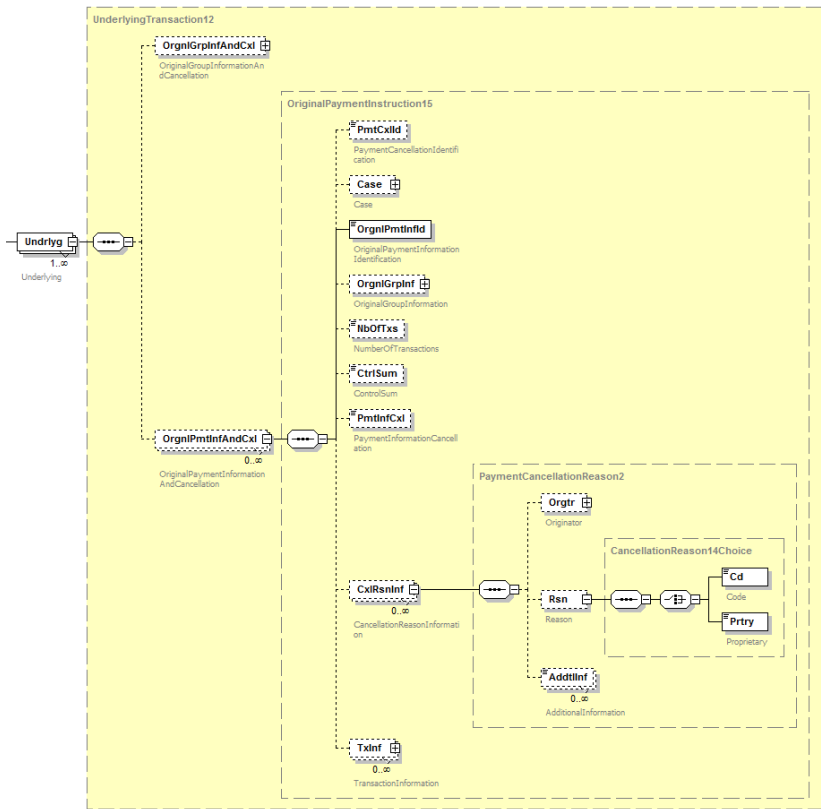 UnderlyingTransaction12
OrgnlGrpInfAndCxl
OriginalGroupInformationAn
dCancellation
OriginalPaymentInstruction15
PmtCxlId
PaymentCancellationIdentifi
cation
Case
Case
Undrlyg
1..∞
Underlying
OrgnlPmtInfId
OriginalPaymentInformation
Identification
OrgnlGrpInf
OriginalGroupInformation
NbOfTxs
NumberOfTransactions
CtrlSum
ControlSum
PmtInfCxl
PaymentInformationCancell
ation
OrgnlPmtInfAndCxl
0..∞
OriginalPaymentInformation
AndCancellation
PaymentCancellationReason2
Orgtr
Originator
CancellationReason14Choice
Cd
Code
CxlRsnInf
0..∞
CancellationReasonInformati
on
Rsn
Reason
Prtry
Proprietary
AddtlInf
0..∞
AdditionalInformation
TxInf
0..∞
TransactionInformation